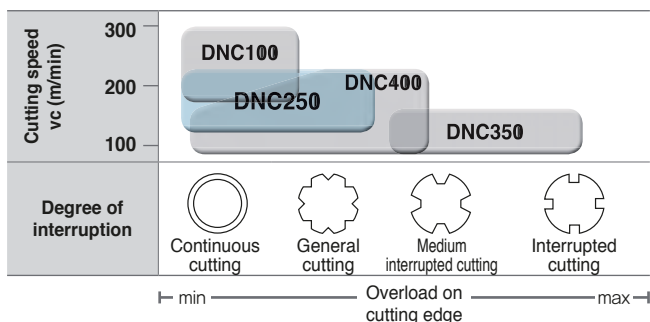 Cutting speed
vc (m/min)
300
200
100
DNC100
DNC400
DNC250
DNC350
Degree of
interruption
Continuous
cutting
General
cutting
Medium
interrupted cutting
Interrupted
cutting
min
Overload on
cutting edge
max